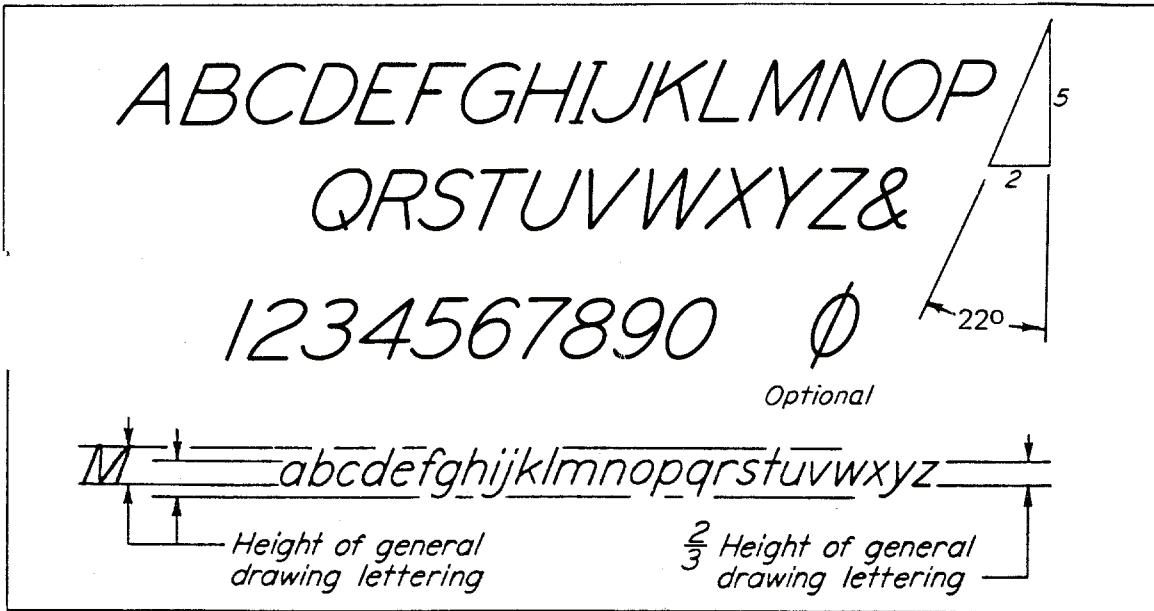 ABCDEFGHIJKLMNOP
5
2
QRSTUVWXYZ&
1234567890 Ø
22°
Optional
M abcdefghijklmnopqrstuvwxyz
Height of general
drawing lettering
2/3 Height of general
drawing lettering